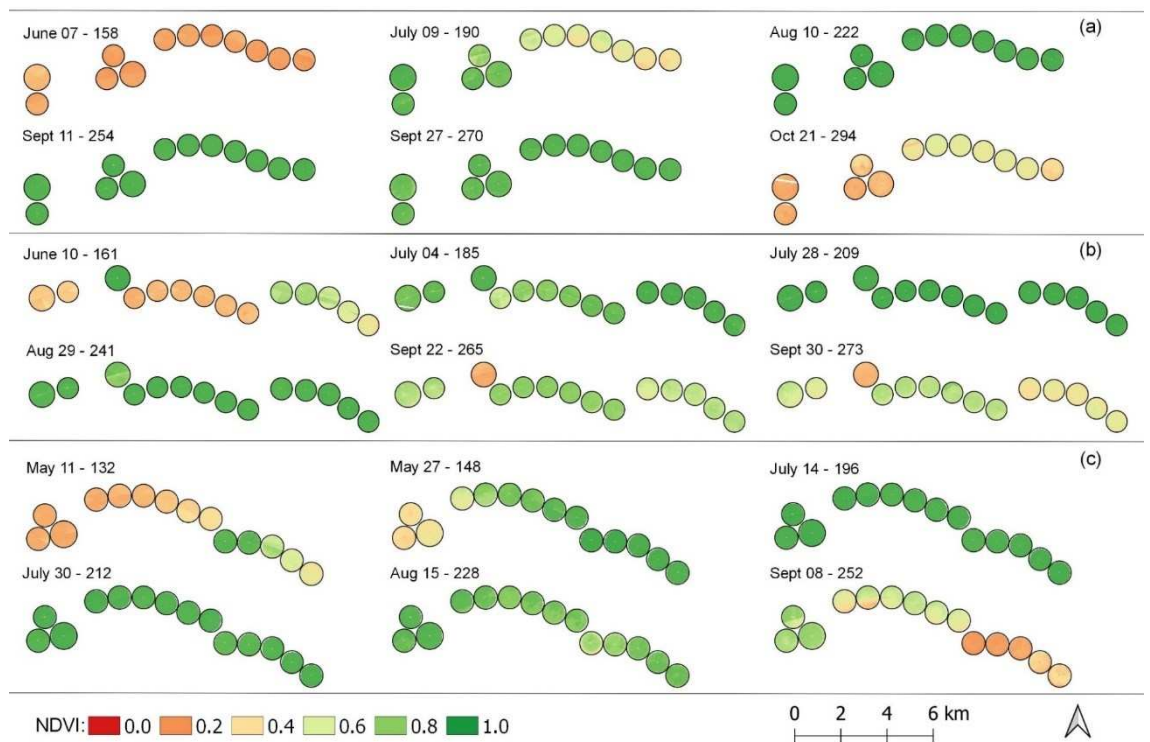 June 07 - 158 July 09 - 190 Aug 10 - 222 (a)
Sept 11 - 254 Sept 27 - 270 Oct 21 - 294
June 10 - 161 July 04 - 185 July 28 - 209 (b)
Aug 29 - 241 Sept 22 - 265 Sept 30 - 273
May 11 - 132 May 27 - 148 July 14 - 196 (c)
July 30 - 212 Aug 15 - 228 Sept 08 - 252
NDVI: 0.0 0.2 0.4 0.6 0.8 1.0 0 2 4 6 km